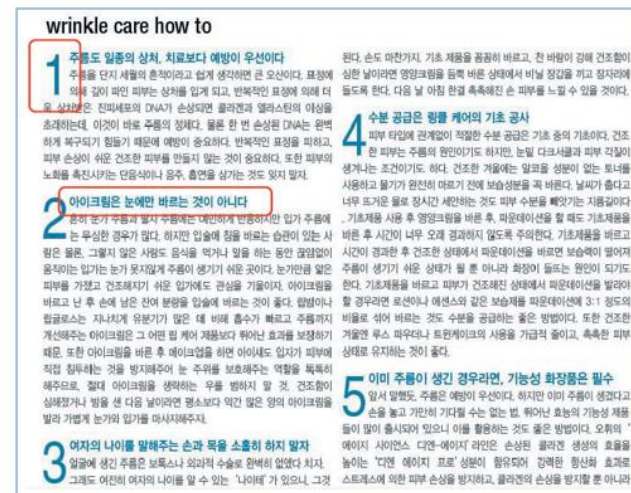 wrinkle care how to
1
주름도 일종의 상처, 치료보다 예방이 우선이다
주름을 단지 세월의 흔적이라고 쉽게 생각하면 큰 오산이다. 표정에
의해 깊이 파인 피부는 상처를 입게 되고, 반복적인 표정에 의해 더
욱 상처받은 진피세포의 DNA가 손상되면 콜라겐과 엘라스틴의 이상을
초래하는데, 이것이 바로 주름의 정체다. 물론 한 번 손상된 DNA는 완벽
하게 복구되기 힘들기 때문에 예방이 중요하다. 반복적인 표정을 피하고,
피부 손상이 쉬운 건조한 피부를 만들지 않는 것이 중요하다. 또한 피부의
노화를 촉진시키는 단음식이나 음주, 흡연을 삼가는 것도 잊지 말자.
2
아이크림은 눈에만 바르는 것이 아니다
흔히 눈가 주름과 팔자 주름에는 예민하게 반응하지만 입가 주름에
는 무심한 경우가 많다. 하지만 입술에 침을 바르는 습관이 있는 사
람은 물론, 그렇지 않은 사람도 음식을 먹거나 말을 하는 동안 끊임없이
움직이는 입가는 눈가 못지않게 주름이 생기기 쉬운 곳이다. 눈가만큼 얇은
피부를 가졌고 건조해지기 쉬운 입가에도 관심을 기울이자. 아이크림을
바르고 난 후 손에 남은 잔여 분량을 입술에 바르는 것이 좋다. 립밤이나
립글로스는 지나치게 유분기가 많은 데 비해 흡수가 빠르고 주름까지
개선해주는 아이크림은 그 어떤 립 케어 제품보다 뛰어난 효과를 보장하기
때문. 또한 아이크림을 바른 후 메이크업을 하면 아이섀도 입자가 피부에
직접 침투하는 것을 방지해주어 눈 주위를 보호해주는 역할을 톡톡히
해주므로, 절대 아이크림을 생략하는 우를 범하지 말 것. 건조함이
심해졌거나 밤을 샌 다음 날이라면 평소보다 약간 많은 양의 아이크림을
발라 가볍게 눈가와 입가를 마사지해주자.
3
여자의 나이를 말해주는 손과 목을 소홀히 하지 말자
얼굴에 생긴 주름은 보톡스나 외과적 수술로 완벽히 없앴다 치자.
그래도 여전히 여자의 나이를 알 수 있는 '나이테'가 있으니, 그것
된다. 손도 마찬가지. 기초 제품을 꼼꼼히 바르고, 찬 바람이 강해 건조함이
심한 날이라면 영양크림을 듬뿍 바른 상태에서 비닐 장갑을 끼고 잠자리에
들도록 한다. 다음 날 아침 한결 촉촉해진 손 피부를 느낄 수 있을 것이다.
4
수분 공급은 링클 케어의 기초 공사
피부 타입에 관계없이 적절한 수분 공급은 기초 중의 기초이다. 건조
한 피부는 주름의 원인이기도 하지만, 눈밑 다크서클과 피부 각질이
생겨나는 조건이기도 하다. 건조한 겨울에는 알코올 성분이 없는 토너를
사용하고 물기가 완전히 마르기 전에 보습성분을 꼭 바른다. 날씨가 춥다고
너무 뜨거운 물로 장시간 세안하는 것도 피부 수분을 빼앗기는 지름길이다
. 기초제품 사용 후 영양크림을 바른 후, 파운데이션을 할 때도 기초제품을
바른 후 시간이 너무 오래 경과하지 않도록 주의한다. 기초제품을 바르고
시간이 경과한 후 건조한 상태에서 파운데이션을 바르면 보습력이 떨어져
주름이 생기기 쉬운 상태가 될 뿐 아니라 화장이 들뜨는 원인이 되기도
한다. 기초제품을 바르고 피부가 건조해진 상태에서 파운데이션을 발라야
할 경우라면 로션이나 에센스와 같은 보습제를 파운데이션에 3:1 정도의
비율로 섞어 바르는 것도 수분을 공급하는 좋은 방법이다. 또한 건조한
겨울엔 루스 파우더나 트윈케이크의 사용을 가급적 줄이고, 촉촉한 피부
상태로 유지하는 것이 좋다.
5
이미 주름이 생긴 경우라면, 기능성 화장품은 필수
앞서 말했듯, 주름은 예방이 우선이다. 하지만 이미 주름이 생겼다고
손을 놓고 가만히 기다릴 수는 없는 법. 뛰어난 효능의 기능성 제품
들이 많이 출시되어 있으니 이를 활용하는 것도 좋은 방법이다. 오휘의 '
에이지 사이언스 디엔-에이지' 라인은 손상된 콜라겐 생성의 효율을
높이는 '디엔 에이지 프로' 성분이 함유되어 강력한 항산화 효과로
스트레스에 의한 피부 손상을 방지하고, 콜라겐의 손상을 방지할 뿐 아니라